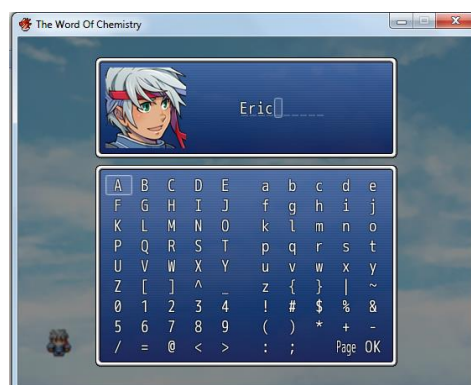 The Word Of Chemistry
Eric
A B C D E a b c d e
F G H I J f g h i j
K L M N O k l m n o
P Q R S T p q r s t
U V W X Y u v w x y
Z [ ] ^ _ z { } | ~
0 1 2 3 4 ! # $ % &
5 6 7 8 9 ( ) * + -
/ = @ < > : ; Page OK